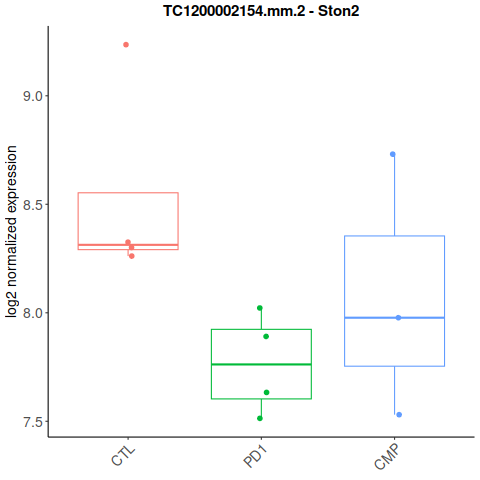 TC1200002154.mm.2 - Ston2
log2 normalized expression
9.0
8.5
8.0
7.5
CTL
PD1
CMP